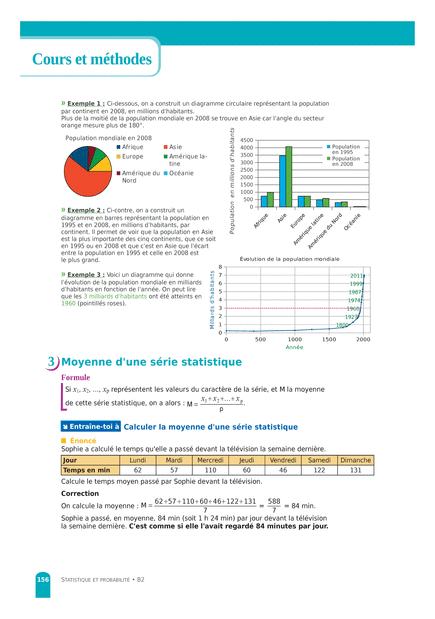 Cours et méthodes
» Exemple 1 : Ci-dessous, on a construit un diagramme circulaire représentant la population
par continent en 2008, en millions d'habitants.
Plus de la moitié de la population mondiale en 2008 se trouve en Asie car l'angle du secteur
orange mesure plus de 180°.
Population mondiale en 2008
Afrique
Asie
Europe
Amérique la-
tine
Amérique du
Nord
Océanie
Population en millions d'habitants
4500
4000
3500
3000
2500
2000
1500
1000
500
0
Population
en 1995
Population
en 2008
Afrique
Asie
Europe
Amérique latine
Amérique du Nord
Océanie
» Exemple 2 : Ci-contre, on a construit un
diagramme en barres représentant la population en
1995 et en 2008, en millions d'habitants, par
continent. Il permet de voir que la population en Asie
est la plus importante des cinq continents, que ce soit
en 1995 ou en 2008 et que c'est en Asie que l'écart
entre la population en 1995 et celle en 2008 est
le plus grand.
» Exemple 3 : Voici un diagramme qui donne
l'évolution de la population mondiale en milliards
d'habitants en fonction de l'année. On peut lire
que les 3 milliards d'habitants ont été atteints en
1960 (pointillés roses).
Evolution de la population mondiale
Millards d'habitants
8
7
6
5
4
3
2
1
0
2011
1999
1987
1974
1960
1927
1800
0
500
1000
1500
2000
Année
3 Moyenne d'une série statistique
Formule
Si x1, x2, ..., xp représentent les valeurs du caractère de la série, et M la moyenne
de cette série statistique, on a alors : M = (x1+x2+...+xp)/p.
Entraîne-toi à Calculer la moyenne d'une série statistique
Énoncé
Sophie a calculé le temps qu'elle a passé devant la télévision la semaine dernière.
Jour Lundi Mardi Mercredi Jeudi Vendredi Samedi Dimanche
Temps en min 62 57 110 60 46 122 131
Calcule le temps moyen passé par Sophie devant la télévision.
Correction
On calcule la moyenne : M = (62+57+110+60+46+122+131)/7 = 588/7 = 84 min.
Sophie a passé, en moyenne, 84 min (soit 1 h 24 min) par jour devant la télévision
la semaine dernière. C'est comme si elle l'avait regardé 84 minutes par jour.
156 STATISTIQUE ET PROBABILITÉ • B2